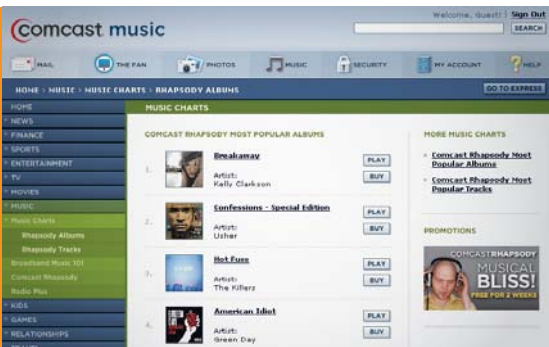 Welcome, Guest! | Sign Out
comcast music
SEARCH
MAIL THE FAN PHOTOS MUSIC SECURITY MY ACCOUNT HELP
HOME > MUSIC > MUSIC CHARTS > RHAPSODY ALBUMS
GO TO EXPRESS
HOME
NEWS
FINANCE
SPORTS
ENTERTAINMENT
TV
MOVIES
MUSIC
Music Charts
Rhapsody Albums
Rhapsody Tracks
Broadband Music 101
Comcast Rhapsody
Radio Plus
KIDS
GAMES
RELATIONSHIPS
MUSIC CHARTS
COMCAST RHAPSODY MOST POPULAR ALBUMS
1.
Breakaway
Artist:
Kelly Clarkson
PLAY
BUY
2.
Confessions - Special Edition
Artist:
Usher
PLAY
BUY
3.
Hot Fuss
Artist:
The Killers
PLAY
BUY
4.
American Idiot
Artist:
Green Day
PLAY
BUY
MORE MUSIC CHARTS
Comcast Rhapsody Most
Popular Albums
Comcast Rhapsody Most
Popular Tracks
PROMOTIONS
COMCASTRHAPSODY
MUSICAL
BLISS!
FREE FOR 2 WEEKS